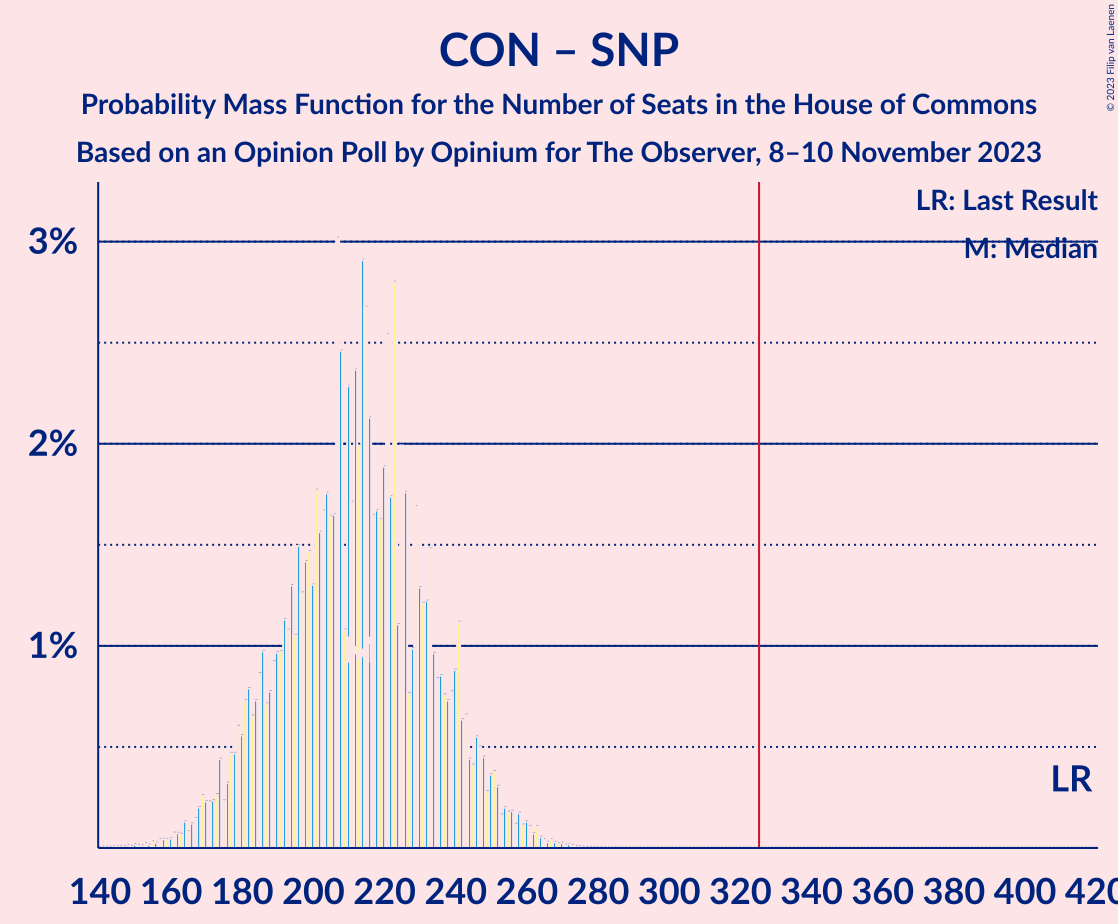 CON – SNP
Probability Mass Function for the Number of Seats in the House of Commons
Based on an Opinion Poll by Opinium for The Observer, 8–10 November 2023
© 2023 Filip van Laenen
LR: Last Result
M: Median
3%
2%
1%
M
LR
140 160 180 200 220 240 260 280 300 320 340 360 380 400 420